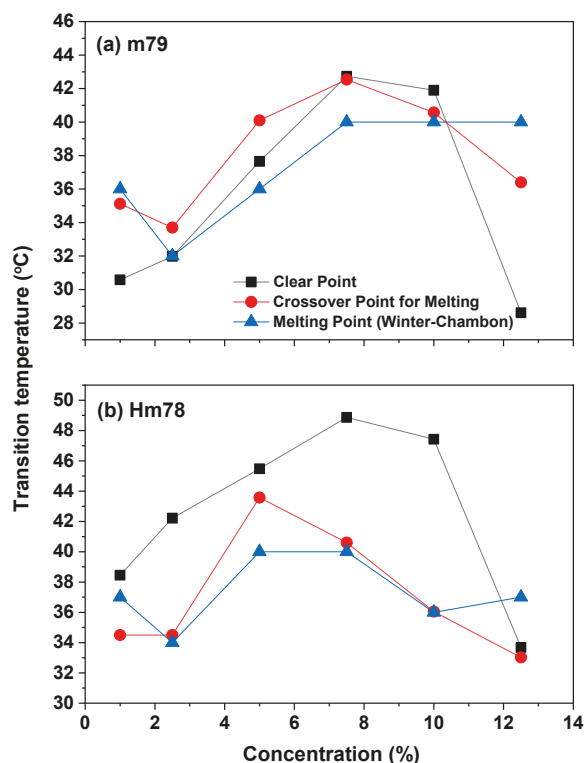 (a) m79
42
40
38
36
34
32
30
28
Clear Point
Crossover Point for Melting
Melting Point (Winter-Chambon)
Transition temperature (°C)
(b) Hm78
50
48
46
44
42
40
38
36
34
32
30
0 2 4 6 8 10 12 14
Concentration (%)